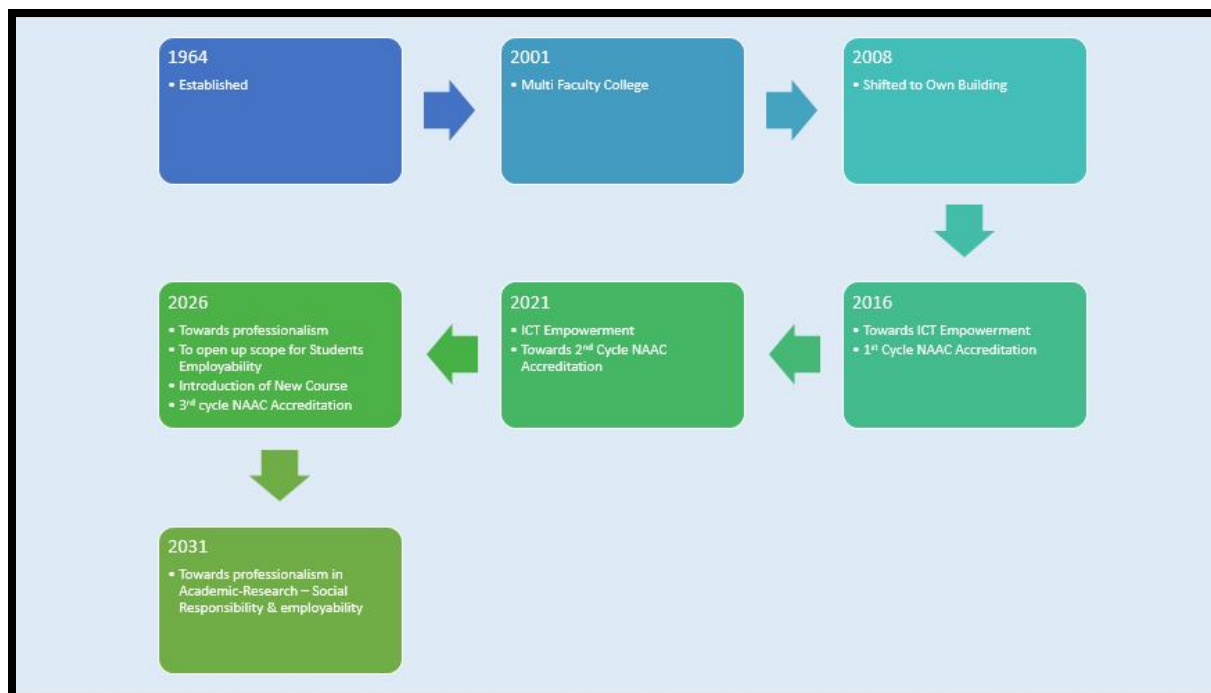 1964
▪ Established
2001
▪ Multi Faculty College
2008
▪ Shifted to Own Building
2016
▪ Towards ICT Empowerment
▪ 1st Cycle NAAC Accreditation
2021
▪ ICT Empowerment
▪ Towards 2nd Cycle NAAC
Accreditation
2026
▪ Towards professionalism
▪ To open up scope for Students
Employability
▪ Introduction of New Course
▪ 3rd cycle NAAC Accreditation
2031
▪ Towards professionalism in
Academic-Research – Social
Responsibility & employability